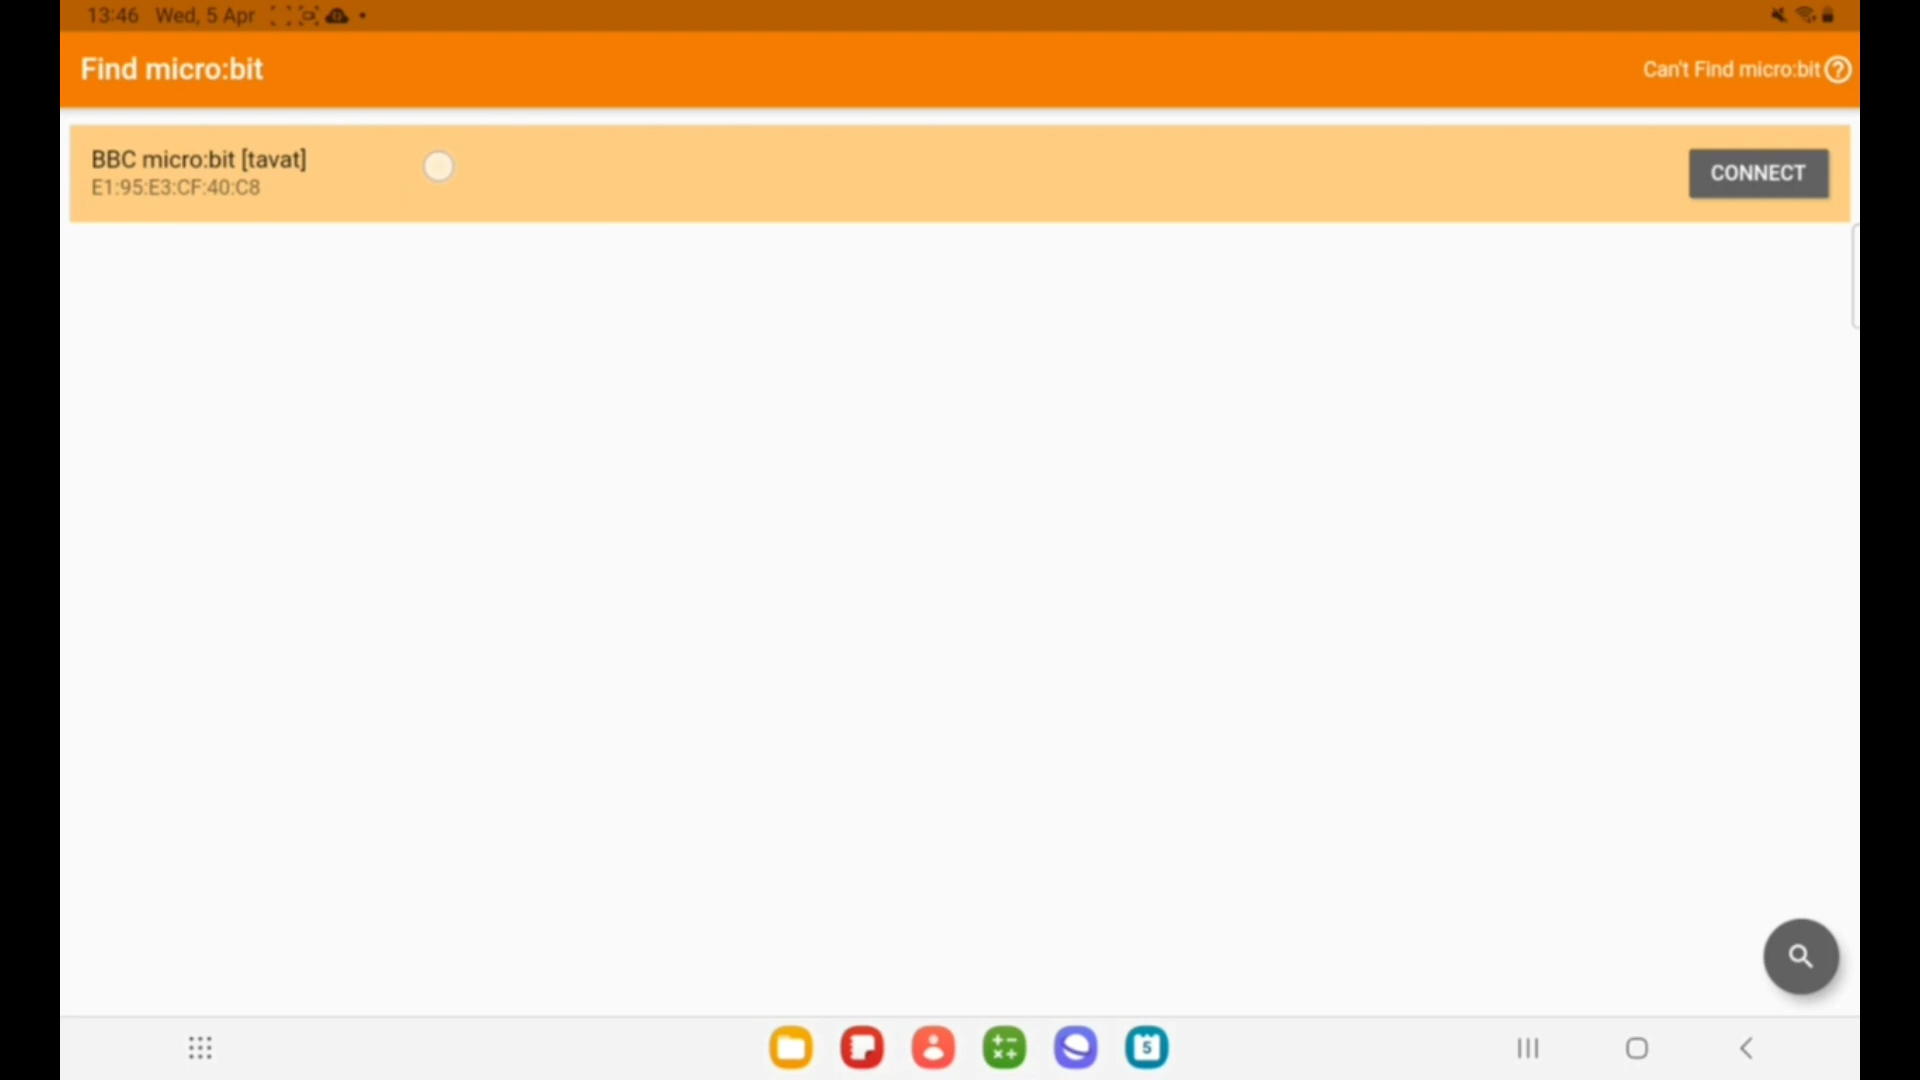 13:46 Wed, 5 Apr
Find micro:bit
Can't Find micro:bit ?
BBC micro:bit [tavat]
E1:95:E3:CF:40:C8
CONNECT
5